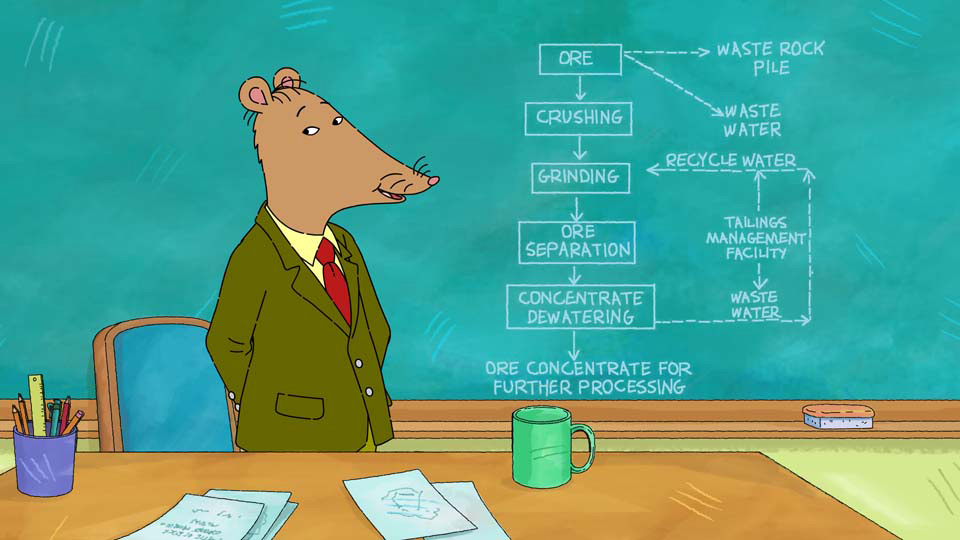 ORE
WASTE ROCK
PILE
CRUSHING
WASTE
WATER
GRINDING
RECYCLE WATER
ORE
SEPARATION
TAILINGS
MANAGEMENT
FACILITY
CONCENTRATE
DEWATERING
WASTE
WATER
ORE CONCENTRATE FOR
FURTHER PROCESSING